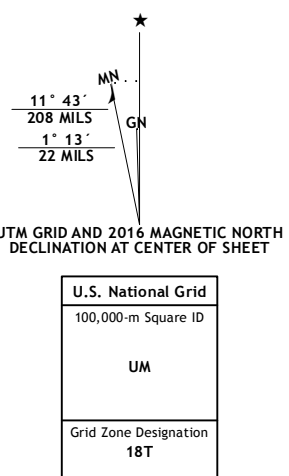 ★
MN
GN
11° 43´
208 MILS
1° 13´
22 MILS
UTM GRID AND 2016 MAGNETIC NORTH
DECLINATION AT CENTER OF SHEET
U.S. National Grid
100,000-m Square ID
UM
Grid Zone Designation
18T